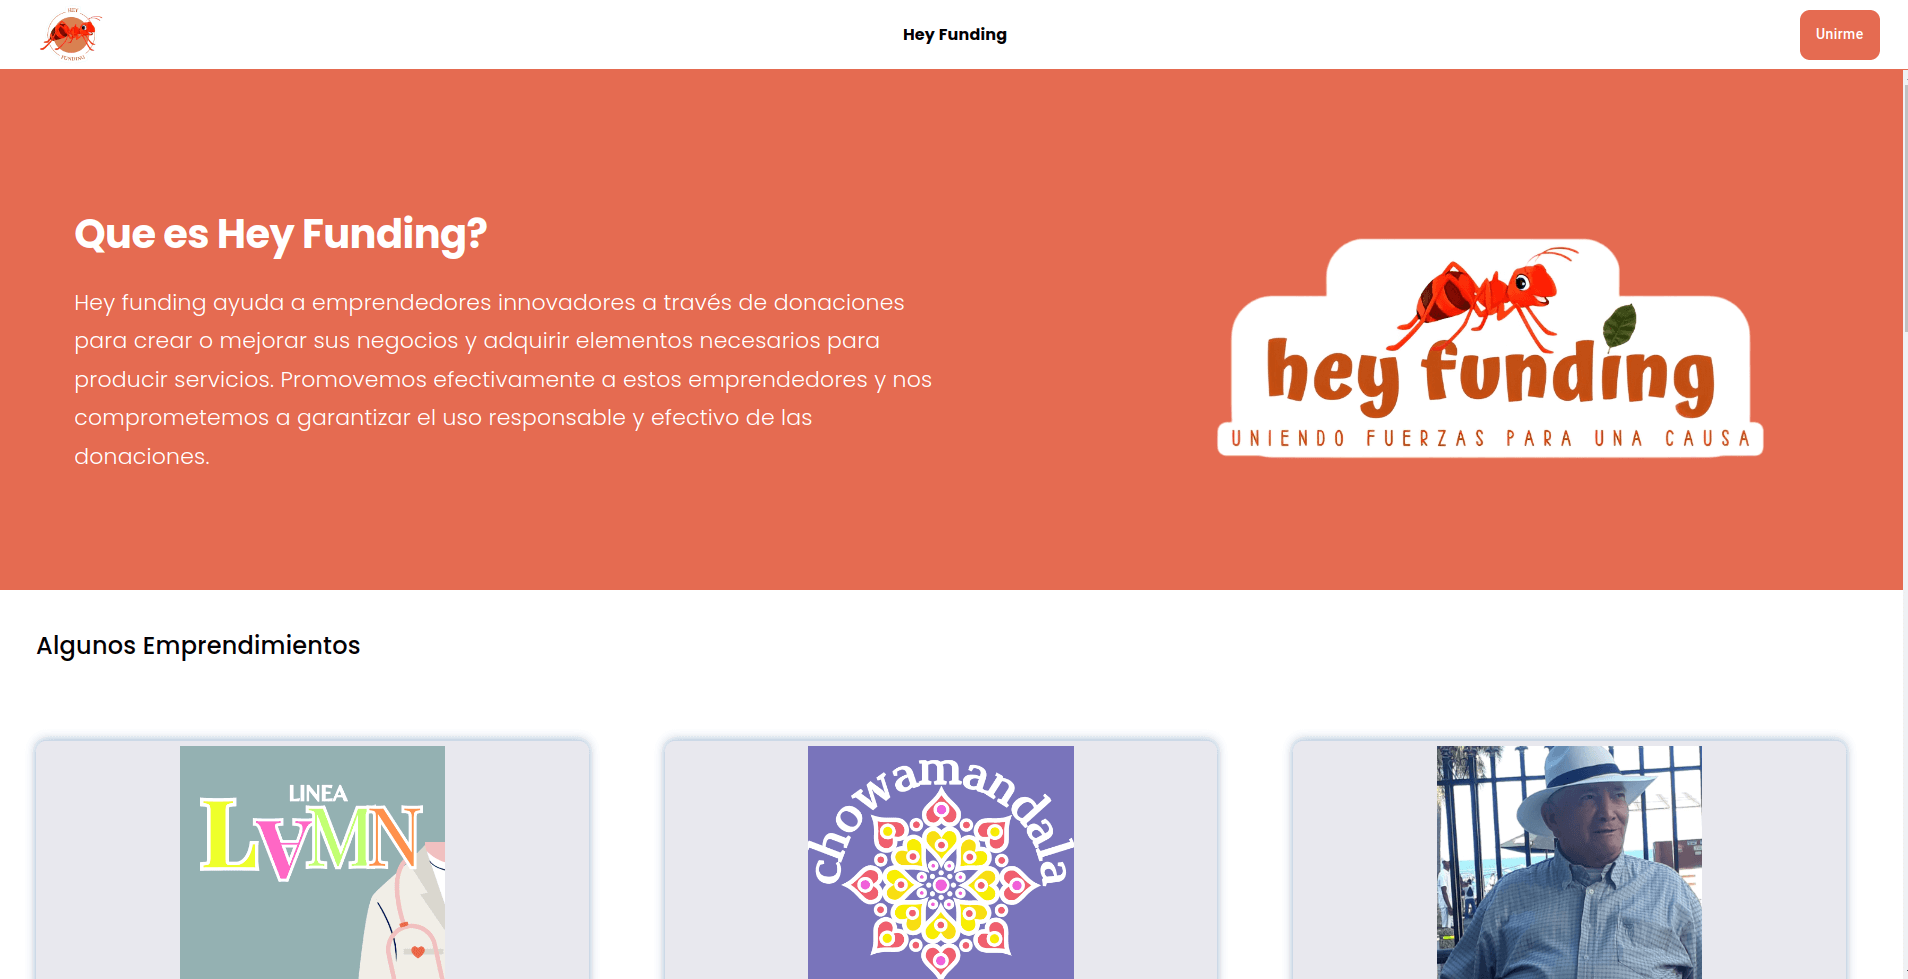 HEY
FUNDING
Hey Funding
Unirme
Que es Hey Funding?
Hey funding ayuda a emprendedores innovadores a través de donaciones
para crear o mejorar sus negocios y adquirir elementos necesarios para
producir servicios. Promovemos efectivamente a estos emprendedores y nos
comprometemos a garantizar el uso responsable y efectivo de las
donaciones.
hey funding
UNIENDO FUERZAS PARA UNA CAUSA
Algunos Emprendimientos
LINEA
LAMN
chowamandala